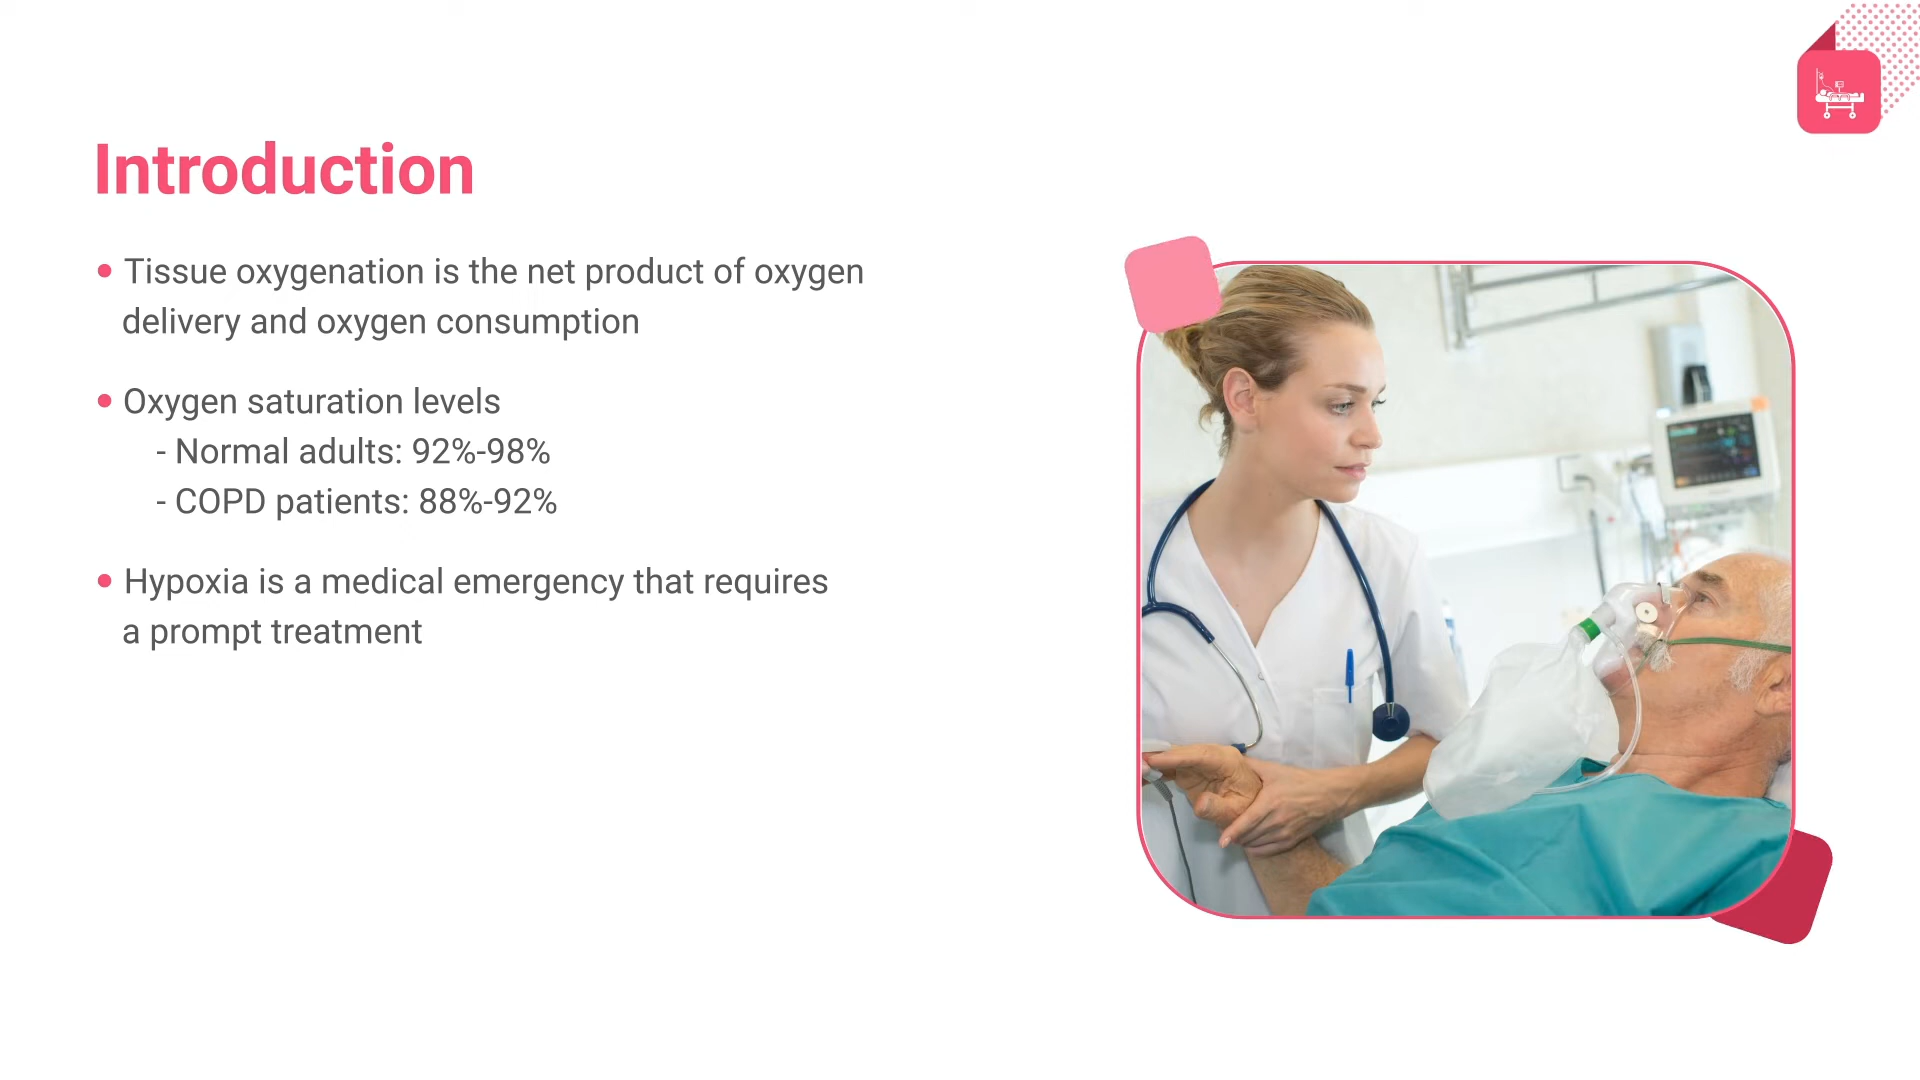 Introduction
• Tissue oxygenation is the net product of oxygen
delivery and oxygen consumption
• Oxygen saturation levels
- Normal adults: 92%-98%
- COPD patients: 88%-92%
• Hypoxia is a medical emergency that requires
a prompt treatment